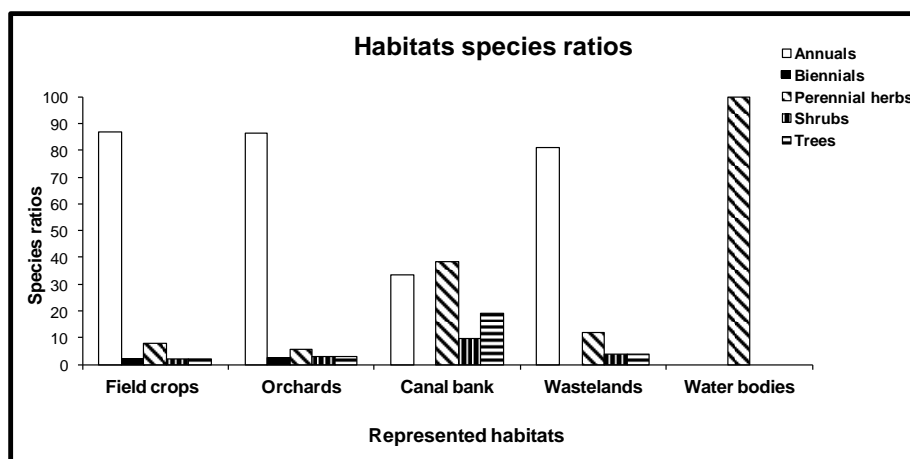 Habitats species ratios
Annuals
Biennials
Perennial herbs
Shrubs
Trees
Species ratios
100
90
80
70
60
50
40
30
20
10
0
Field crops Orchards Canal bank Wastelands Water bodies
Represented habitats